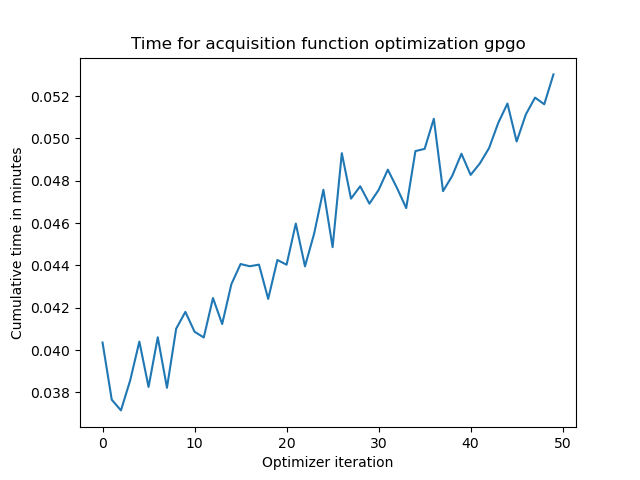 Time for acquisition function optimization gpgo
0.052
0.050
0.048
0.046
0.044
0.042
0.040
0.038
Cumulative time in minutes
0 10 20 30 40 50
Optimizer iteration